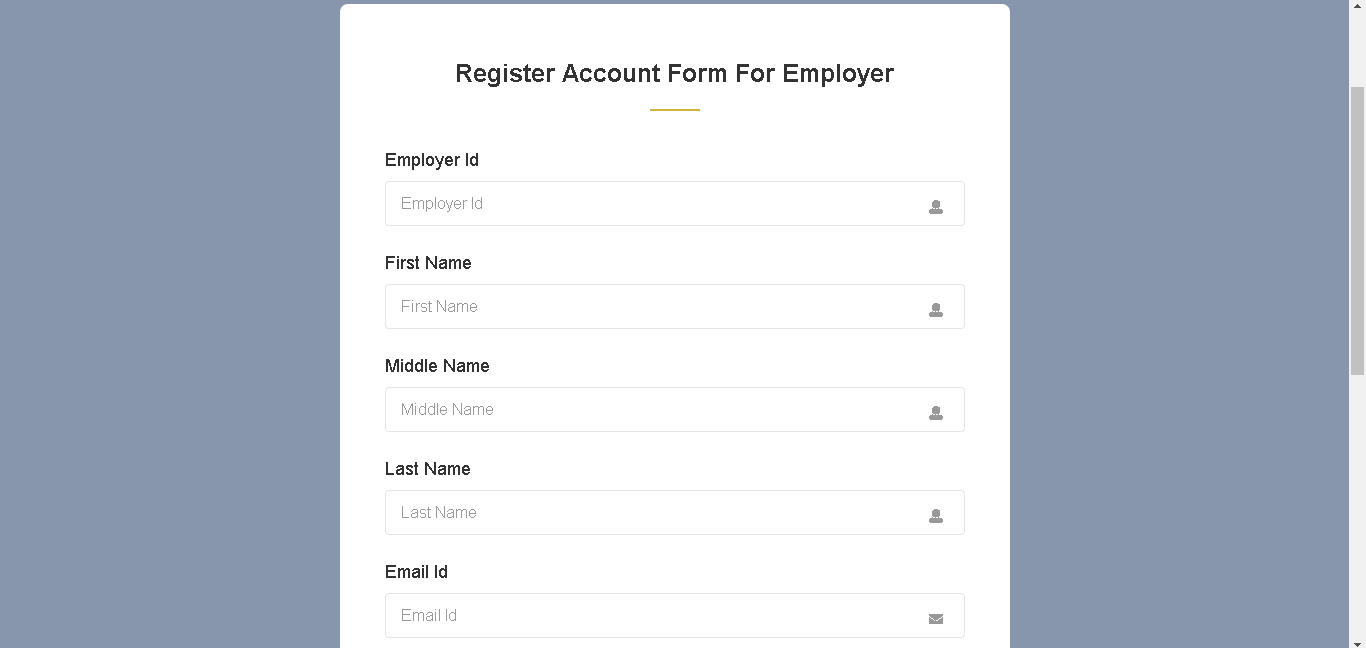 Register Account Form For Employer
Employer Id
Employer Id
First Name
First Name
Middle Name
Middle Name
Last Name
Last Name
Email Id
Email Id